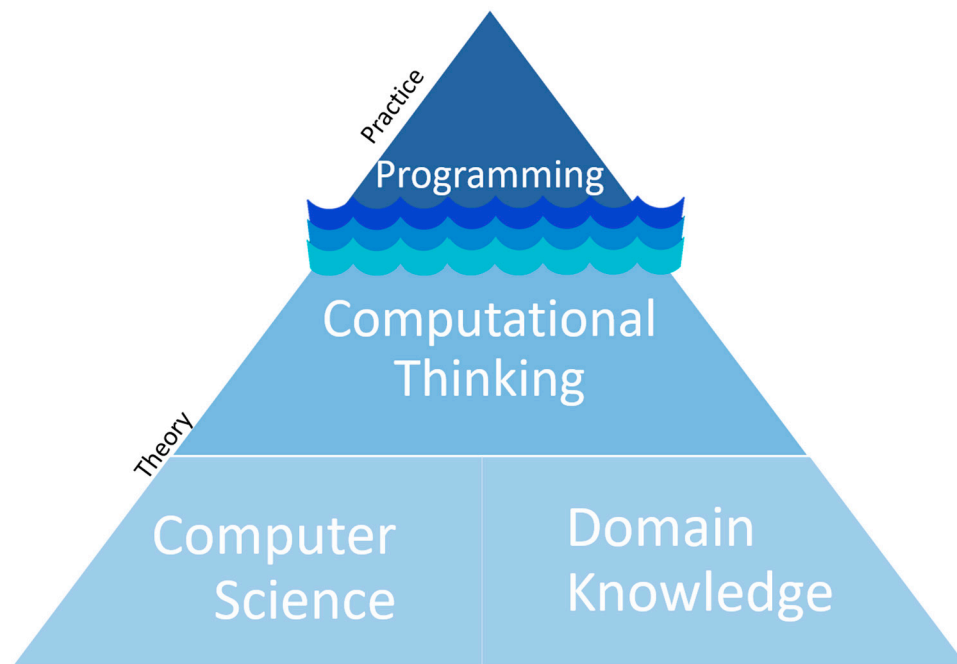 Practice
Programming
Computational
Thinking
Theory
Computer
Science
Domain
Knowledge